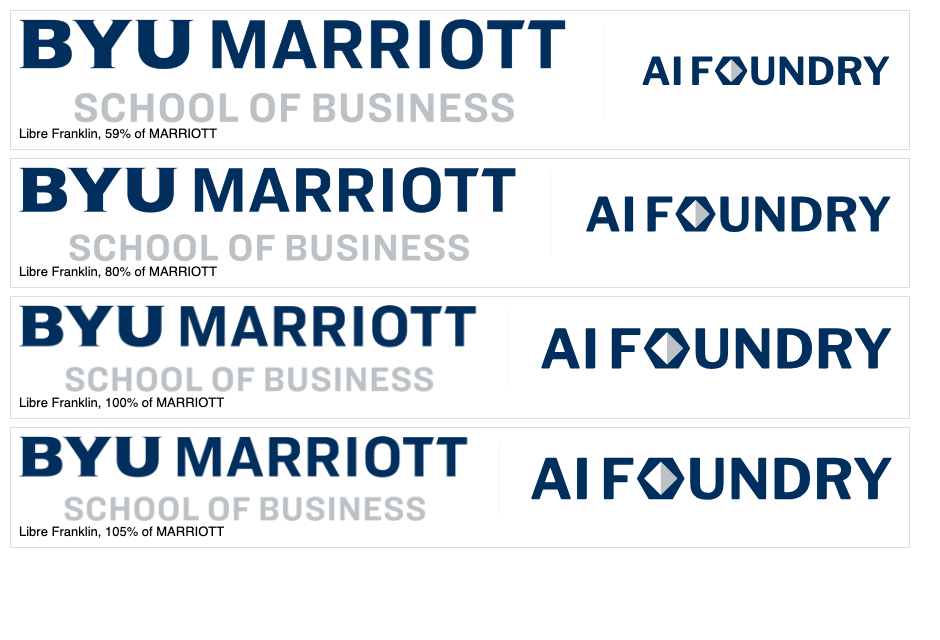 BYU MARRIOTT
SCHOOL OF BUSINESS
AI FOUNDRY
Libre Franklin, 59% of MARRIOTT
BYU MARRIOTT
SCHOOL OF BUSINESS
AI FOUNDRY
Libre Franklin, 80% of MARRIOTT
BYU MARRIOTT
SCHOOL OF BUSINESS
AI FOUNDRY
Libre Franklin, 100% of MARRIOTT
BYU MARRIOTT
SCHOOL OF BUSINESS
AI FOUNDRY
Libre Franklin, 105% of MARRIOTT